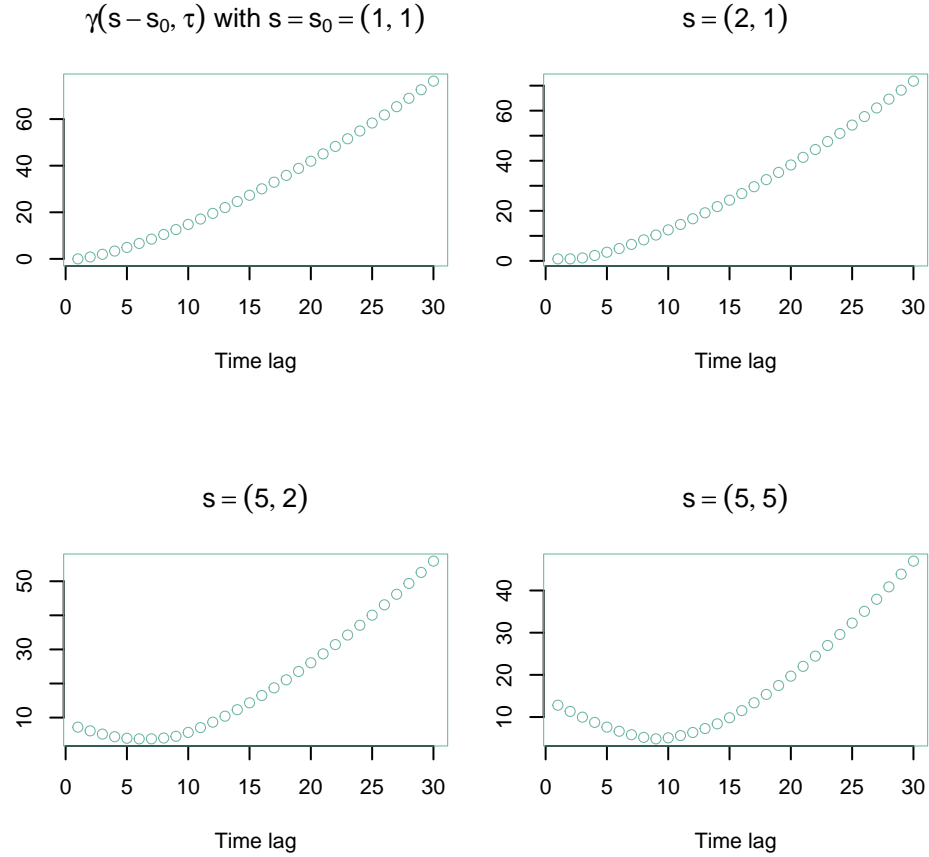 γ(s − s₀, τ) with s = s₀ = (1, 1)
0 20 40 60
0 5 10 15 20 25 30
Time lag
s = (2, 1)
0 20 40 60
0 5 10 15 20 25 30
Time lag
s = (5, 2)
10 30 50
0 5 10 15 20 25 30
Time lag
s = (5, 5)
10 20 30 40
0 5 10 15 20 25 30
Time lag